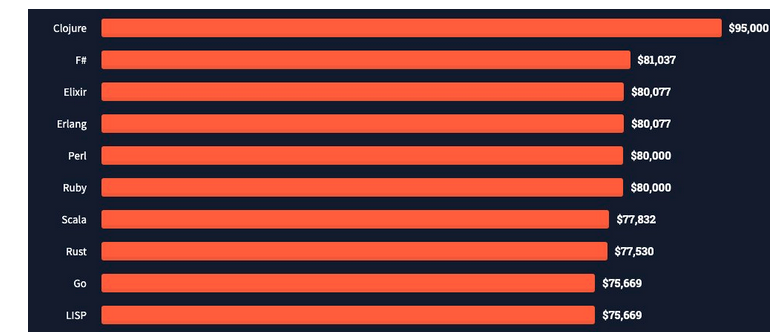 Clojure $95,000
F# $81,037
Elixir $80,077
Erlang $80,077
Perl $80,000
Ruby $80,000
Scala $77,832
Rust $77,530
Go $75,669
LISP $75,669